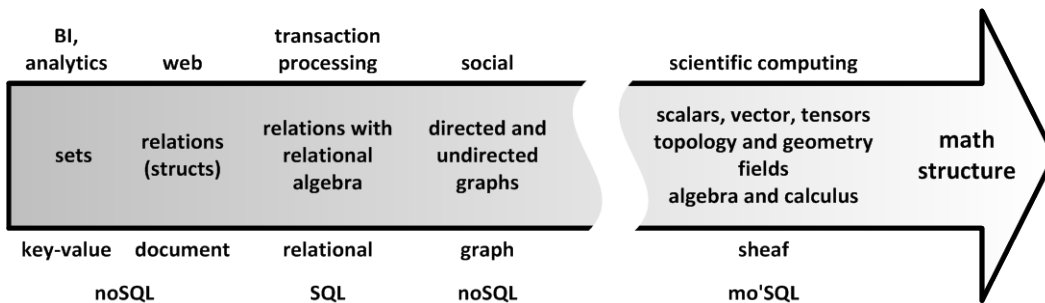 BI,
analytics
web
transaction
processing
social
scientific computing
sets
relations
(structs)
relations with
relational
algebra
directed and
undirected
graphs
scalars, vector, tensors
topology and geometry
fields
algebra and calculus
math
structure
key-value
document
relational
graph
sheaf
noSQL
SQL
noSQL
mo'SQL